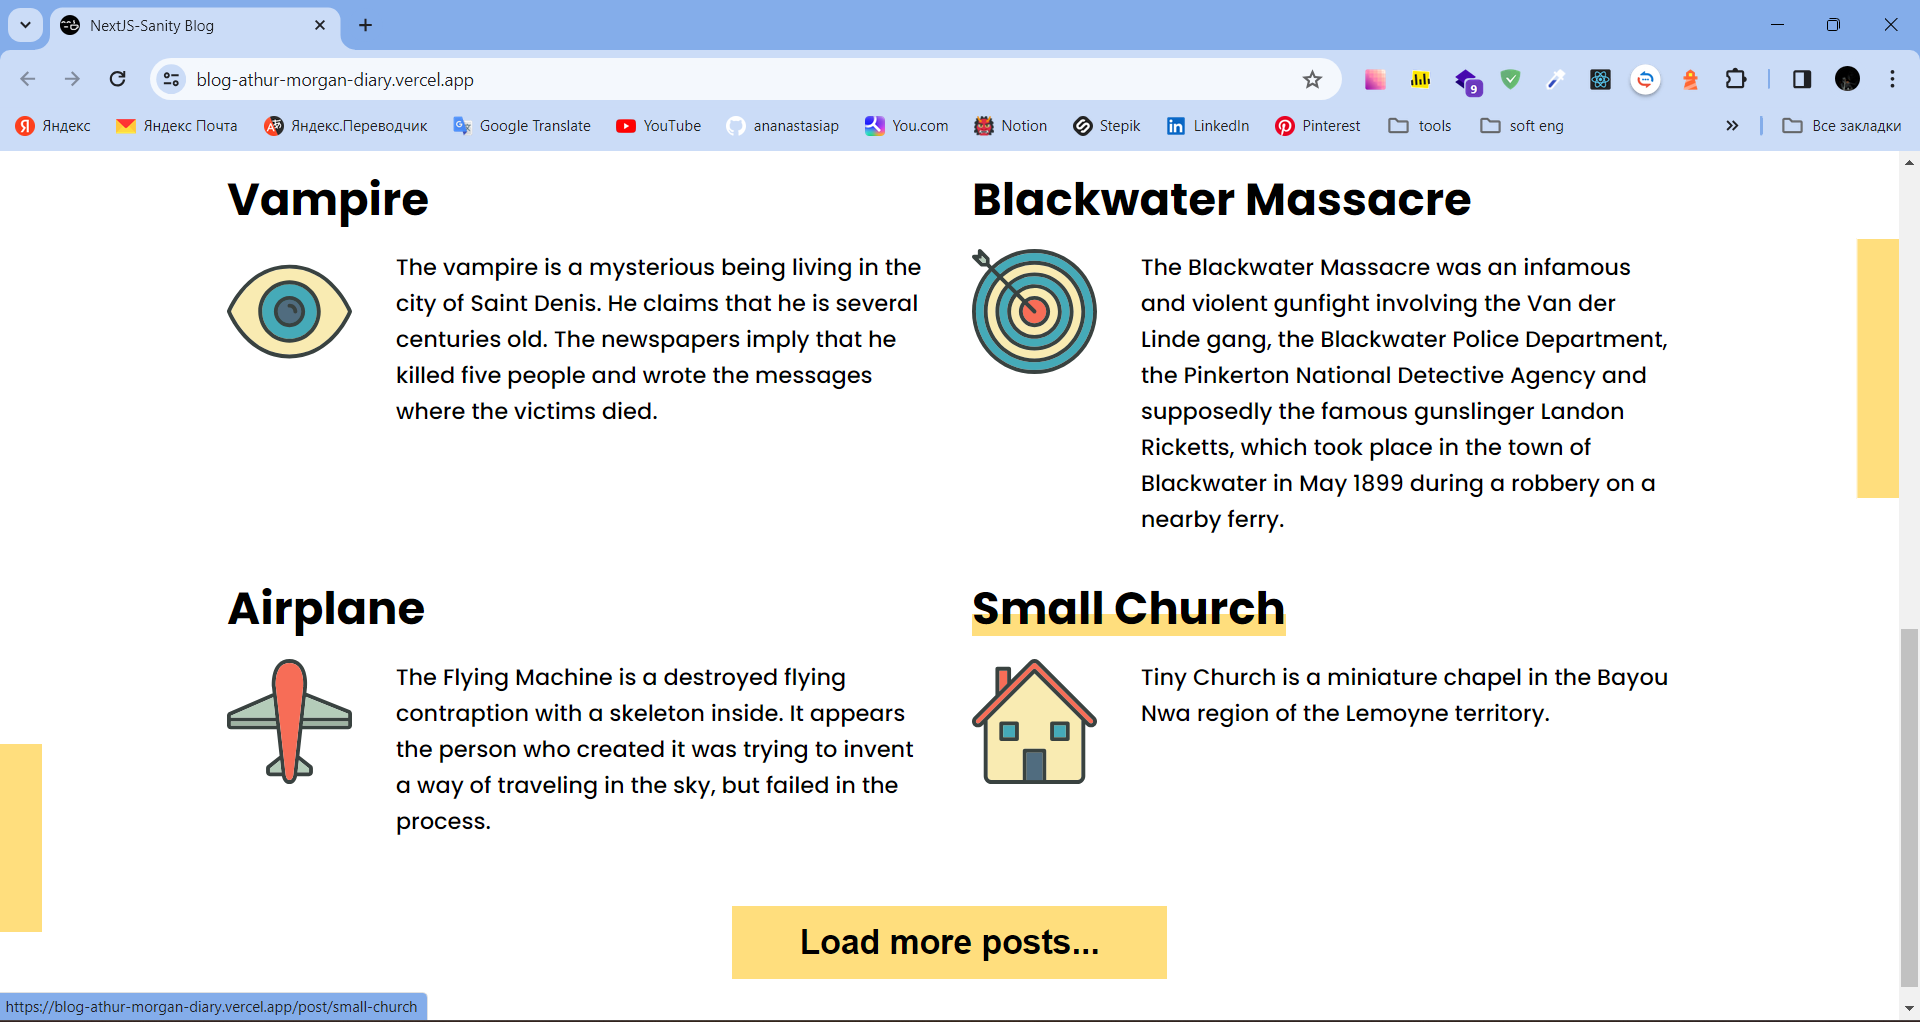 NextJS-Sanity Blog
blog-athur-morgan-diary.vercel.app
9
Яндекс
Яндекс Почта
Яндекс.Переводчик
Google Translate
YouTube
ananastasiap
You.com
Notion
Stepik
LinkedIn
Pinterest
tools
soft eng
Все закладки
Vampire
The vampire is a mysterious being living in the
city of Saint Denis. He claims that he is several
centuries old. The newspapers imply that he
killed five people and wrote the messages
where the victims died.
Blackwater Massacre
The Blackwater Massacre was an infamous
and violent gunfight involving the Van der
Linde gang, the Blackwater Police Department,
the Pinkerton National Detective Agency and
supposedly the famous gunslinger Landon
Ricketts, which took place in the town of
Blackwater in May 1899 during a robbery on a
nearby ferry.
Airplane
The Flying Machine is a destroyed flying
contraption with a skeleton inside. It appears
the person who created it was trying to invent
a way of traveling in the sky, but failed in the
process.
Small Church
Tiny Church is a miniature chapel in the Bayou
Nwa region of the Lemoyne territory.
Load more posts...
https://blog-athur-morgan-diary.vercel.app/post/small-church